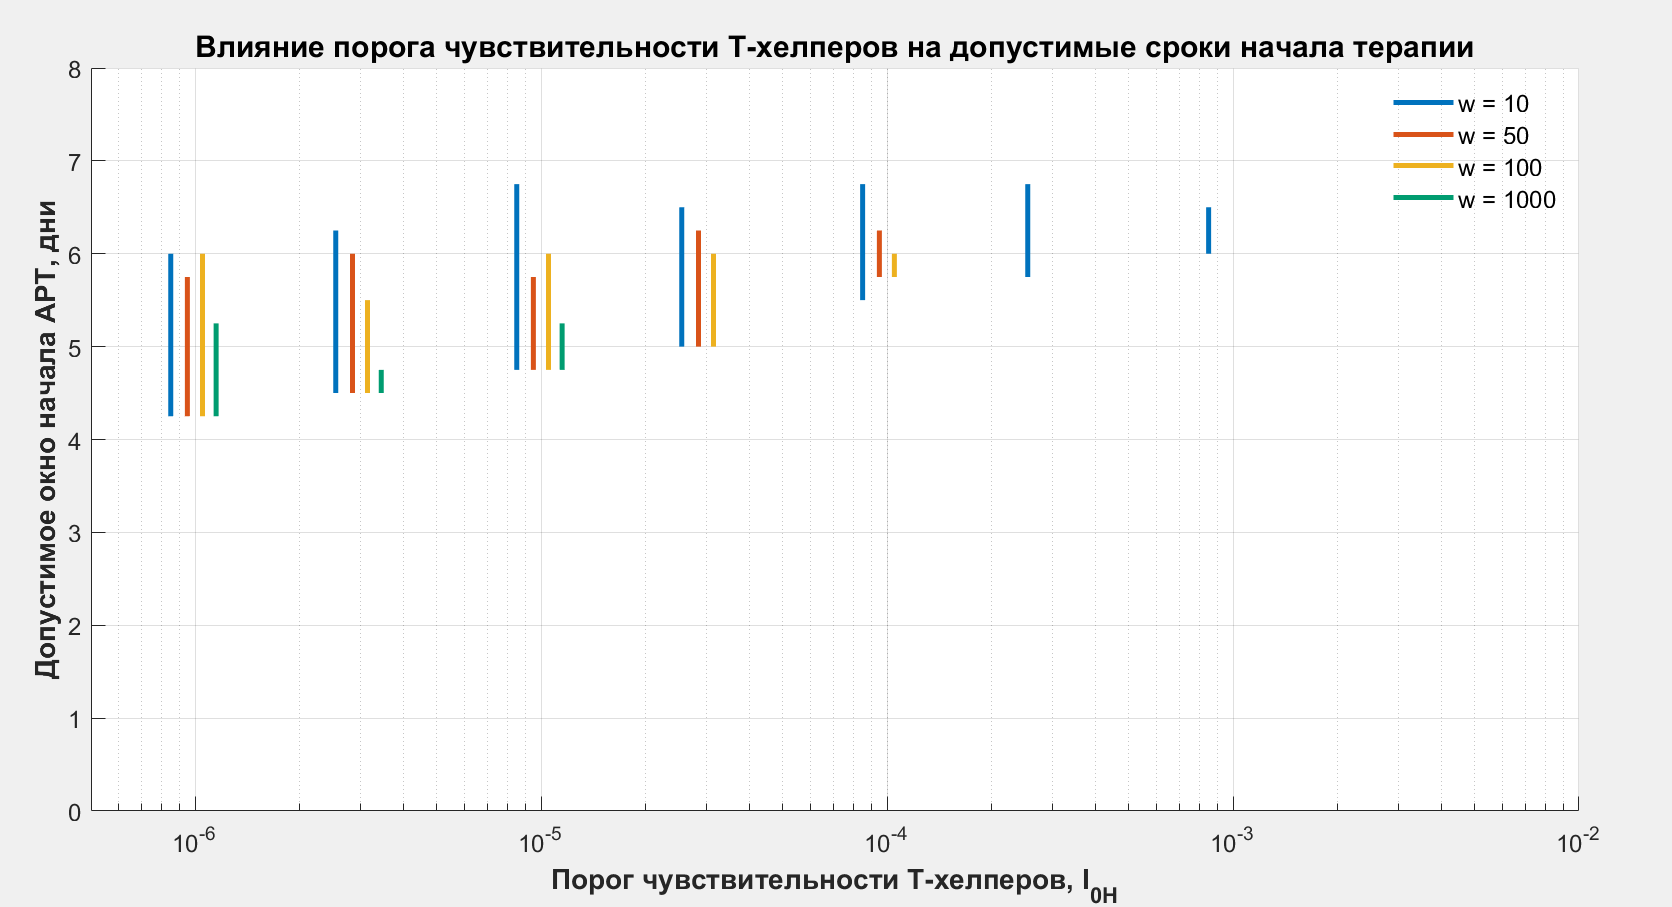 Влияние порога чувствительности Т-хелперов на допустимые сроки начала терапии
8
7
6
5
4
3
2
1
0
Допустимое окно начала АРТ, дни
w = 10
w = 50
w = 100
w = 1000
10-6
10-5
10-4
10-3
10-2
Порог чувствительности Т-хелперов, I0H